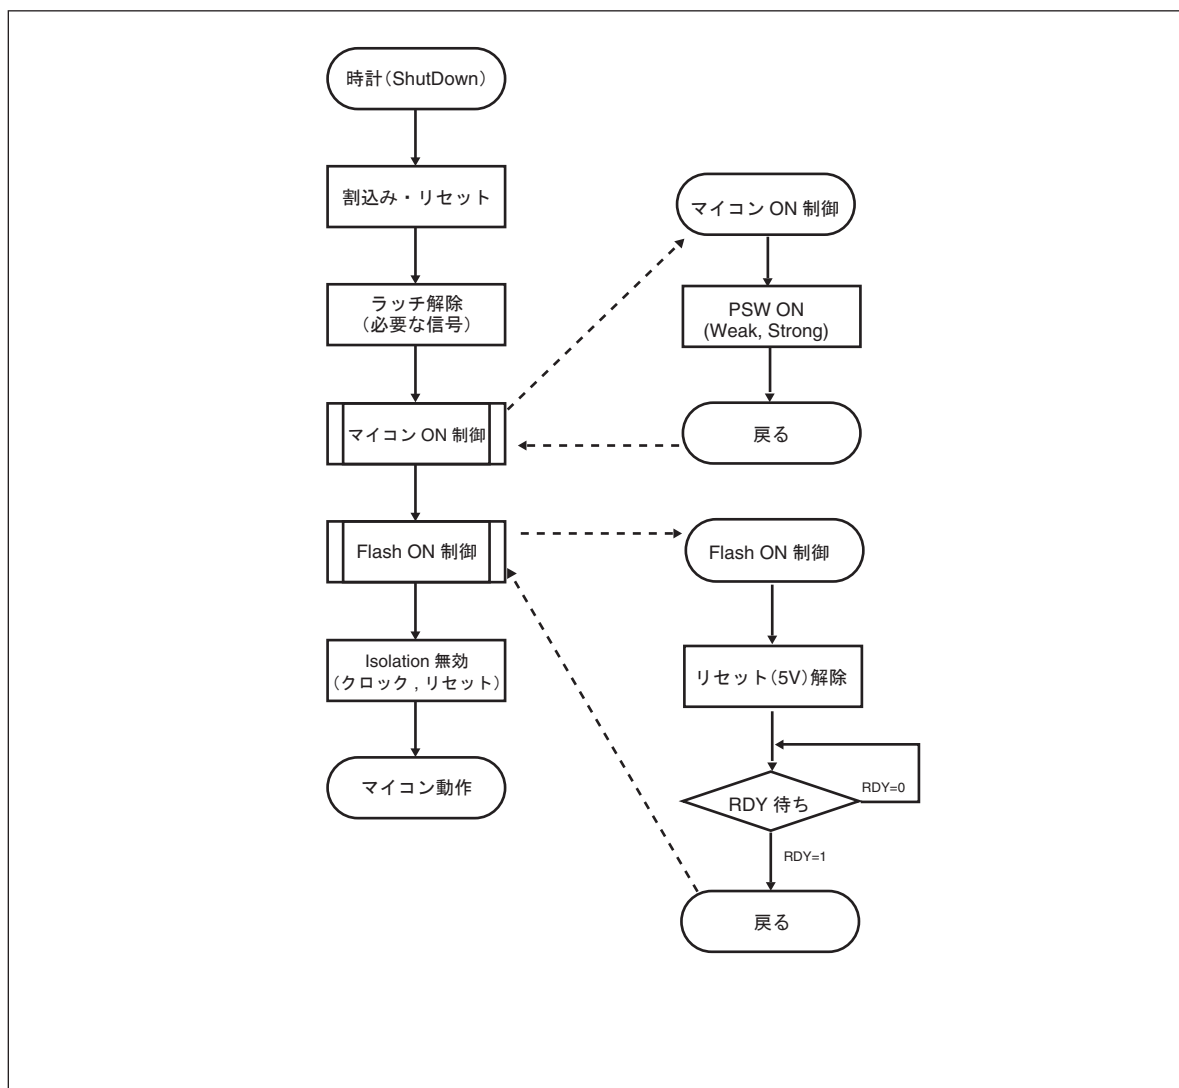 時計(ShutDown)
割込み・リセット
ラッチ解除
(必要な信号)
マイコン ON 制御
Flash ON 制御
Isolation 無効
(クロック , リセット)
マイコン動作
マイコン ON 制御
PSW ON
(Weak, Strong)
戻る
Flash ON 制御
リセット(5V)解除
RDY 待ち
RDY=0
RDY=1
戻る